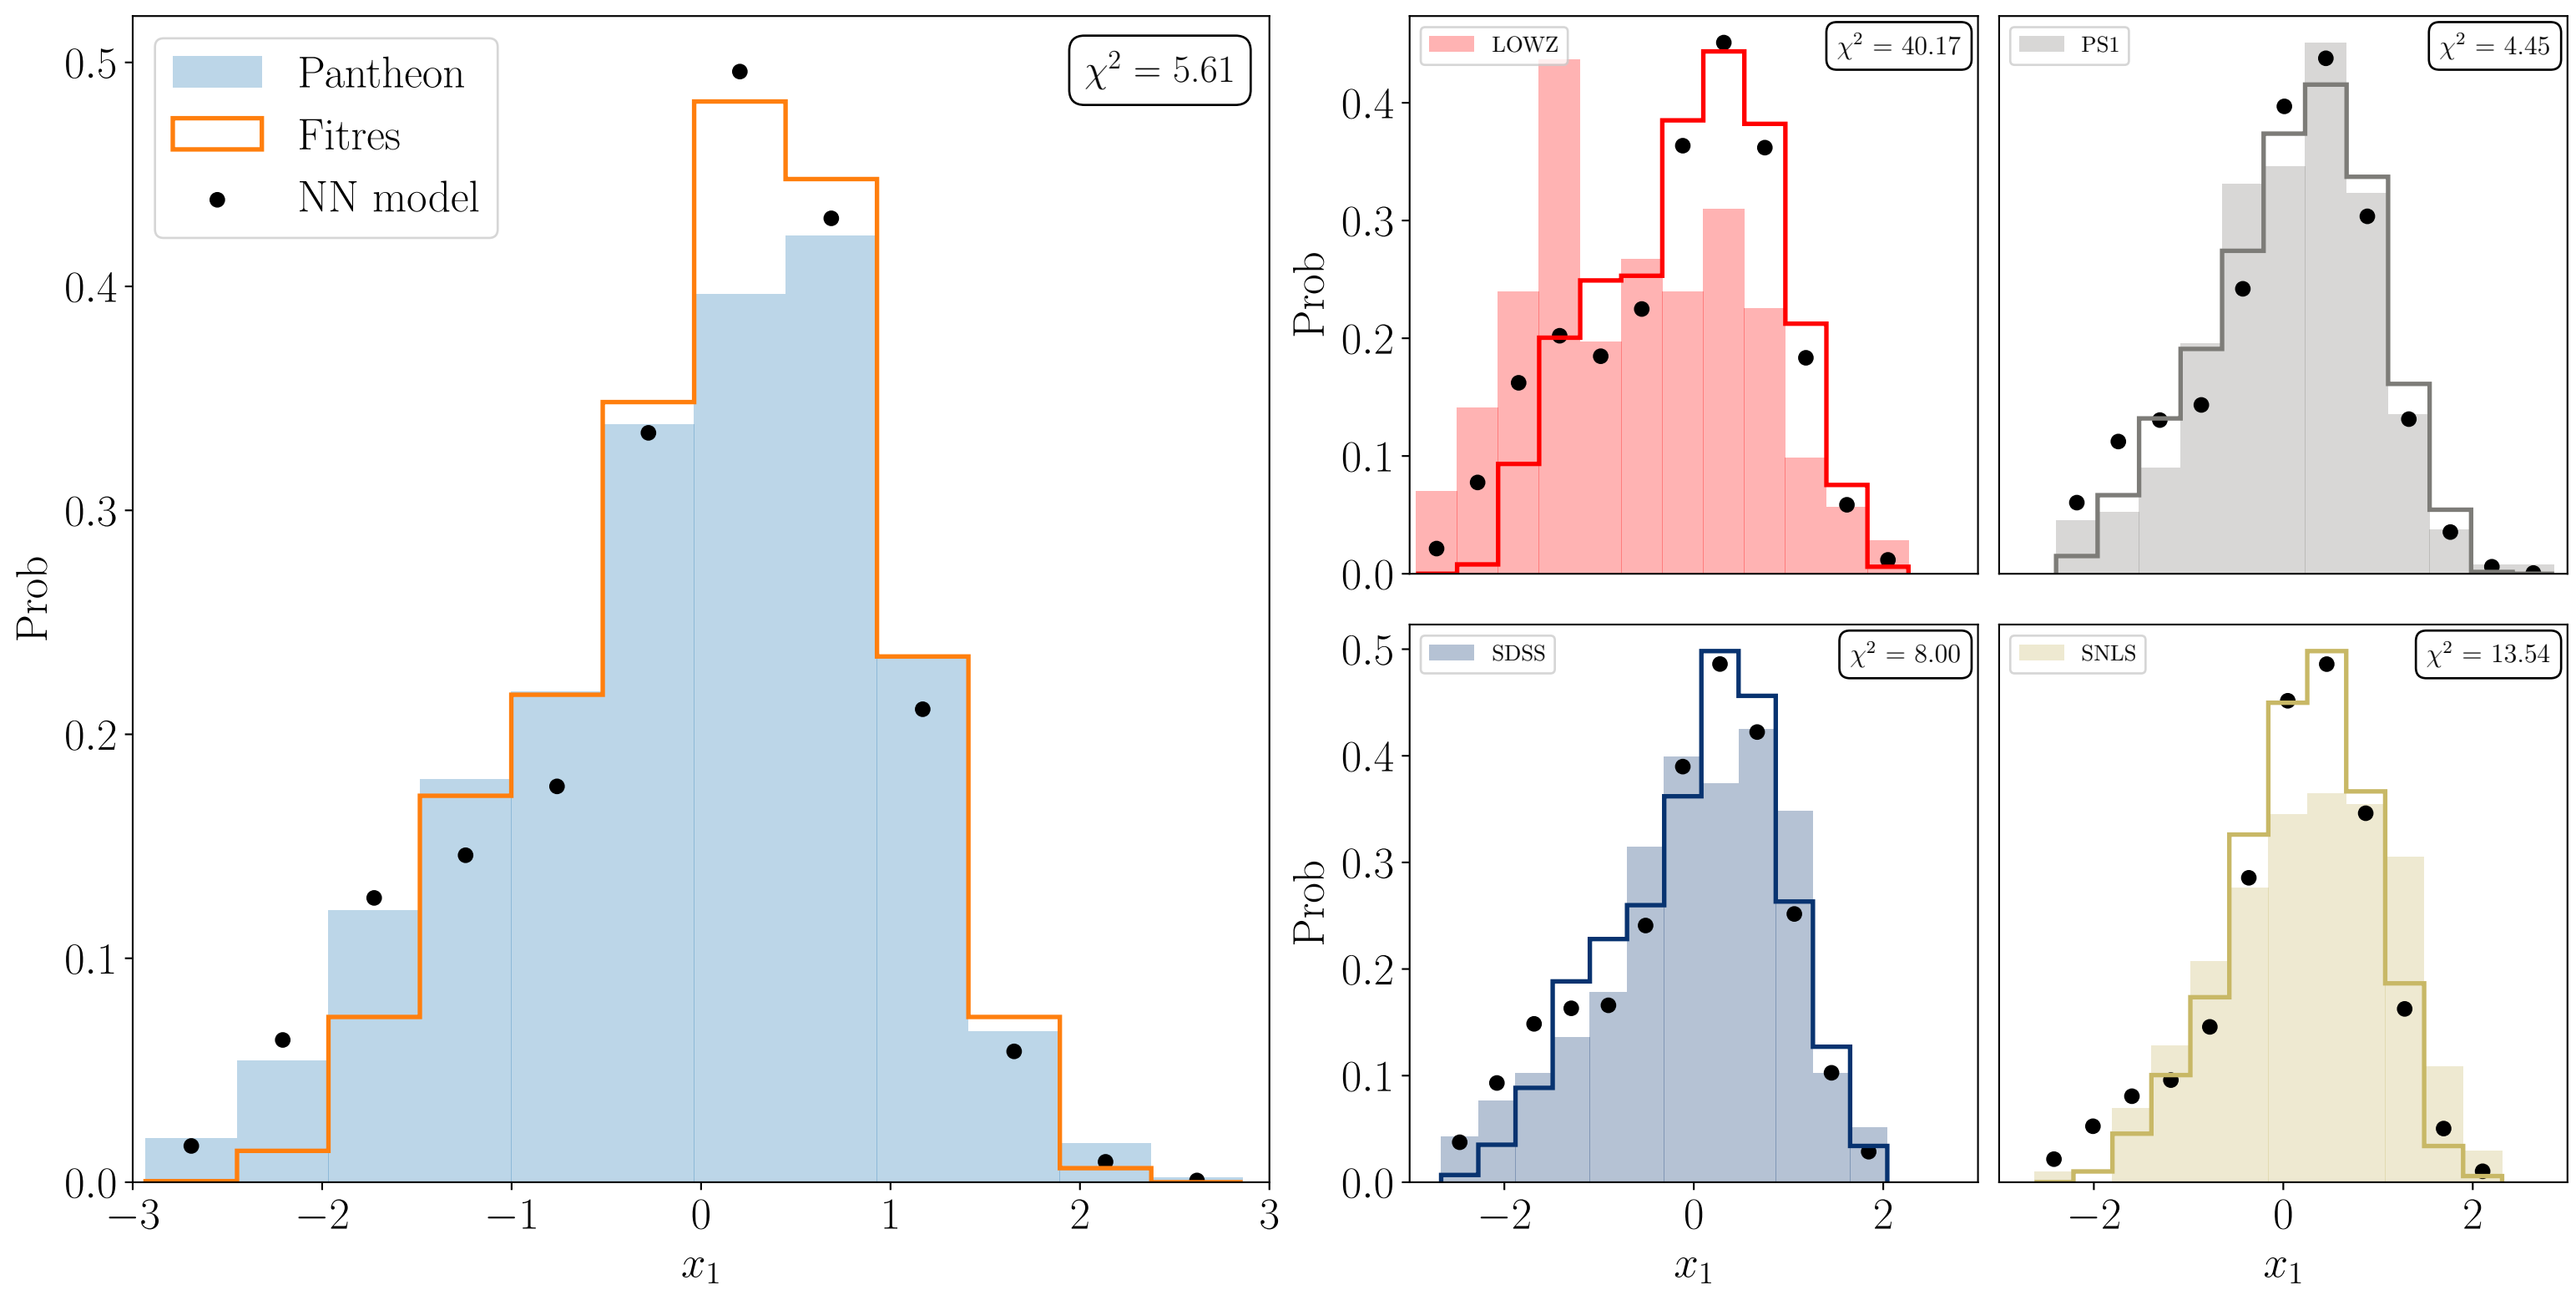 Pantheon
Fitres
NN model
χ² = 5.61
0.5
0.4
0.3
0.2
0.1
0.0
Prob
−3 −2 −1 0 1 2 3
x₁
LOWZ
χ² = 40.17
0.4
0.3
0.2
0.1
0.0
Prob
PS1
χ² = 4.45
SDSS
χ² = 8.00
0.5
0.4
0.3
0.2
0.1
0.0
Prob
−2 0 2
x₁
SNLS
χ² = 13.54
−2 0 2
x₁